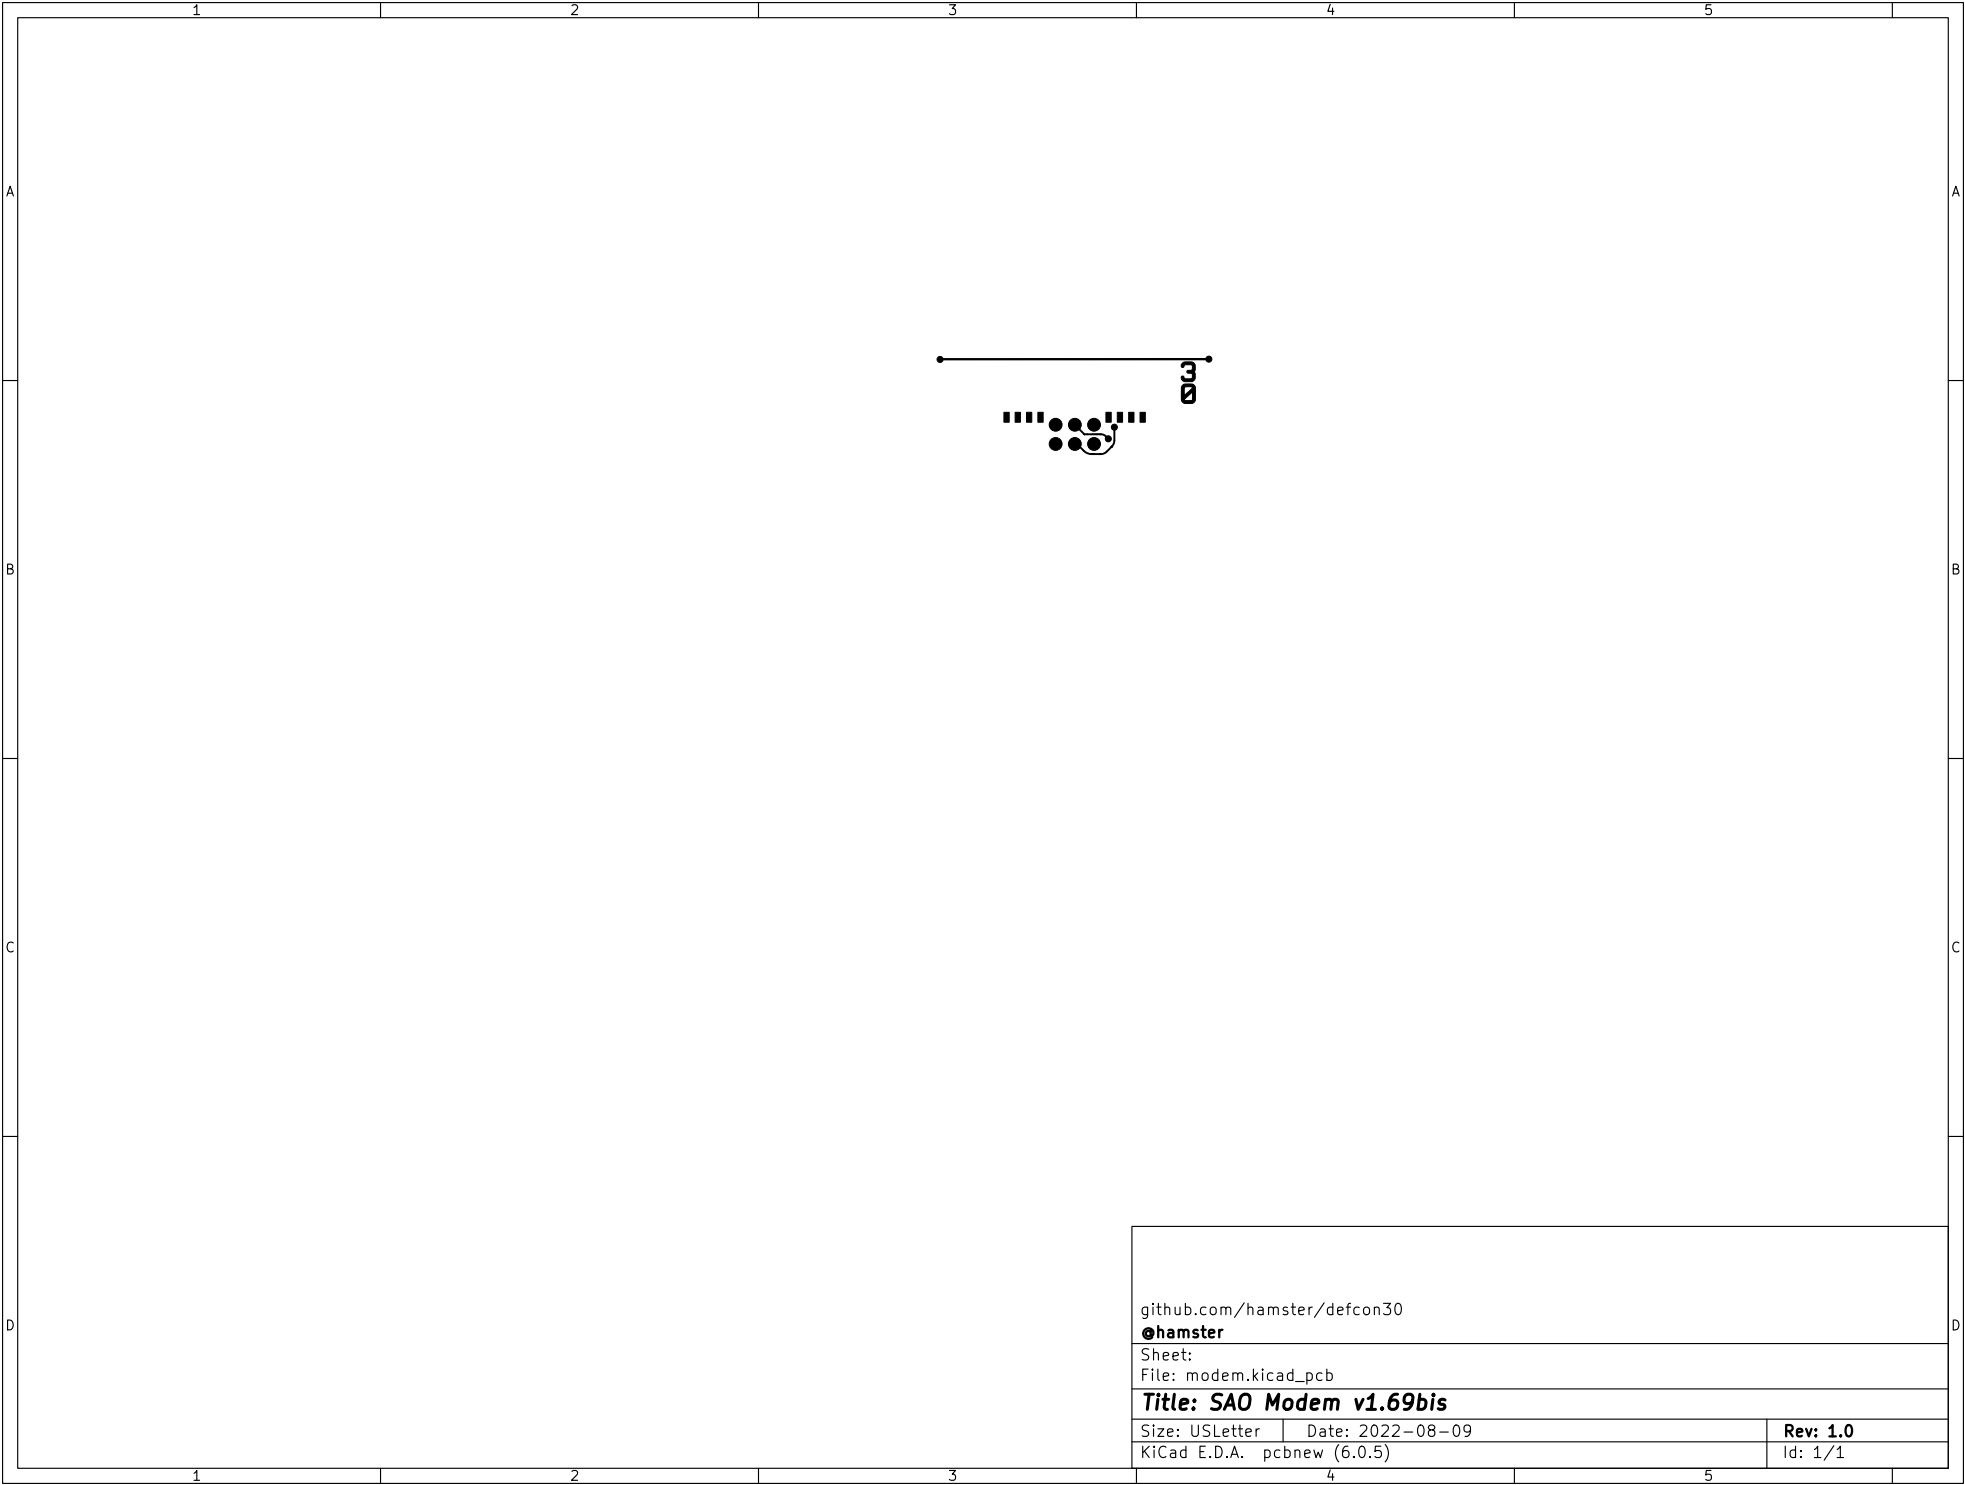 1 2 3 4 5
A A
3
0
B B
C C
github.com/hamster/defcon30
D D
@hamster
Sheet:
File: modem.kicad_pcb
Title: SAO Modem v1.69bis
Size: USLetter Date: 2022-08-09 Rev: 1.0
KiCad E.D.A. pcbnew (6.0.5) Id: 1/1
1 2 3 4 5